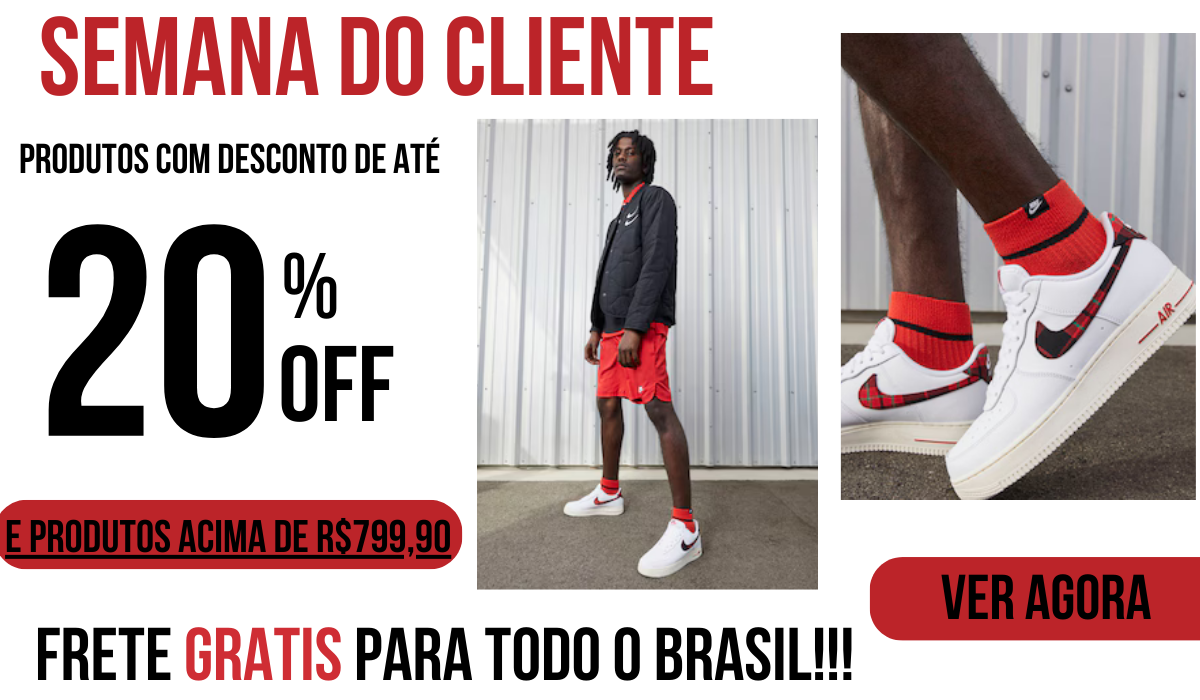 SEMANA DO CLIENTE
PRODUTOS COM DESCONTO DE ATÉ
20%
OFF
E PRODUTOS ACIMA DE R$799,90
FRETE GRATIS PARA TODO O BRASIL!!!
AIR
VER AGORA